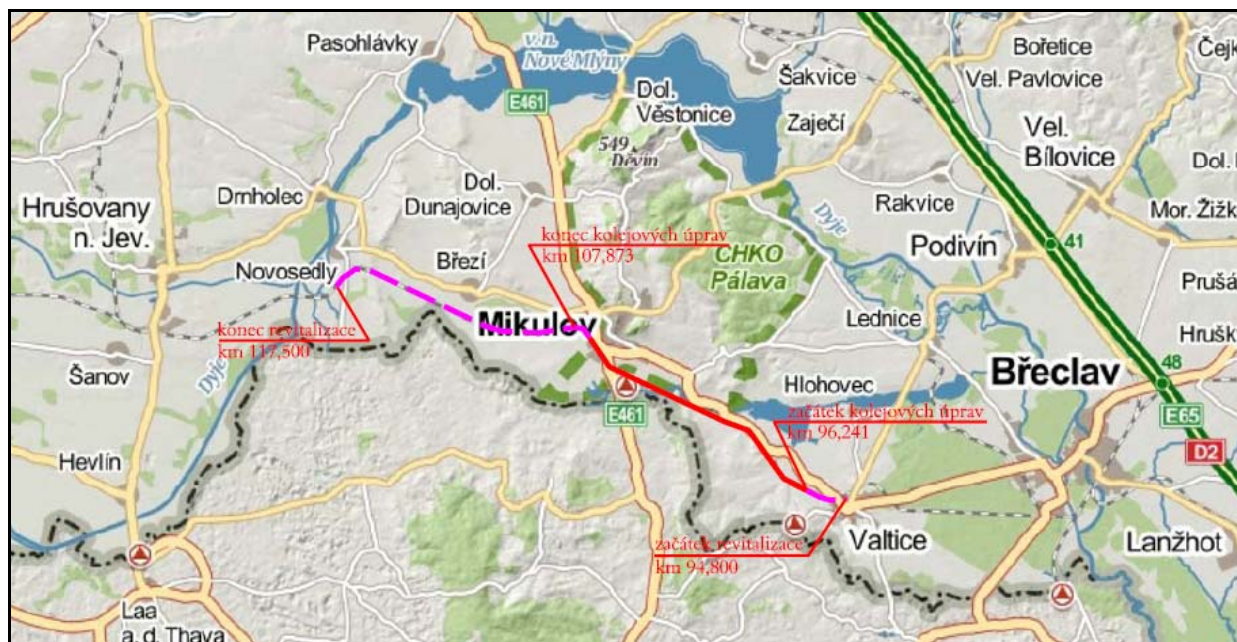 Pasohlávky
v.n.
Nové Mlýny
Šakvice
Bořetice
Čejk
Vel. Pavlovice
E461
Dol.
Věstonice
Zaječí
Vel.
Bílovice
549
Děvín
Dol.
Drnholec
Dol.
Dunajovice
Hrušovany
n. Jev.
Rakvice
Mor. Žižk
Dyje
konec kolejových úprav
km 107,873
Podivín
41
CHKO
Pálava
Novosedly
Březí
Prušá
konec revitalizace
km 117,500
Mikulov
Lednice
Hrušk
Dyje
Šanov
Břeclav
48
Hlohovec
E461
začátek kolejových úprav
km 96,241
E65
D2
Hevlín
začátek revitalizace
km 94,800
Valtice
Lanžhot
Laa
a. d. Thaya